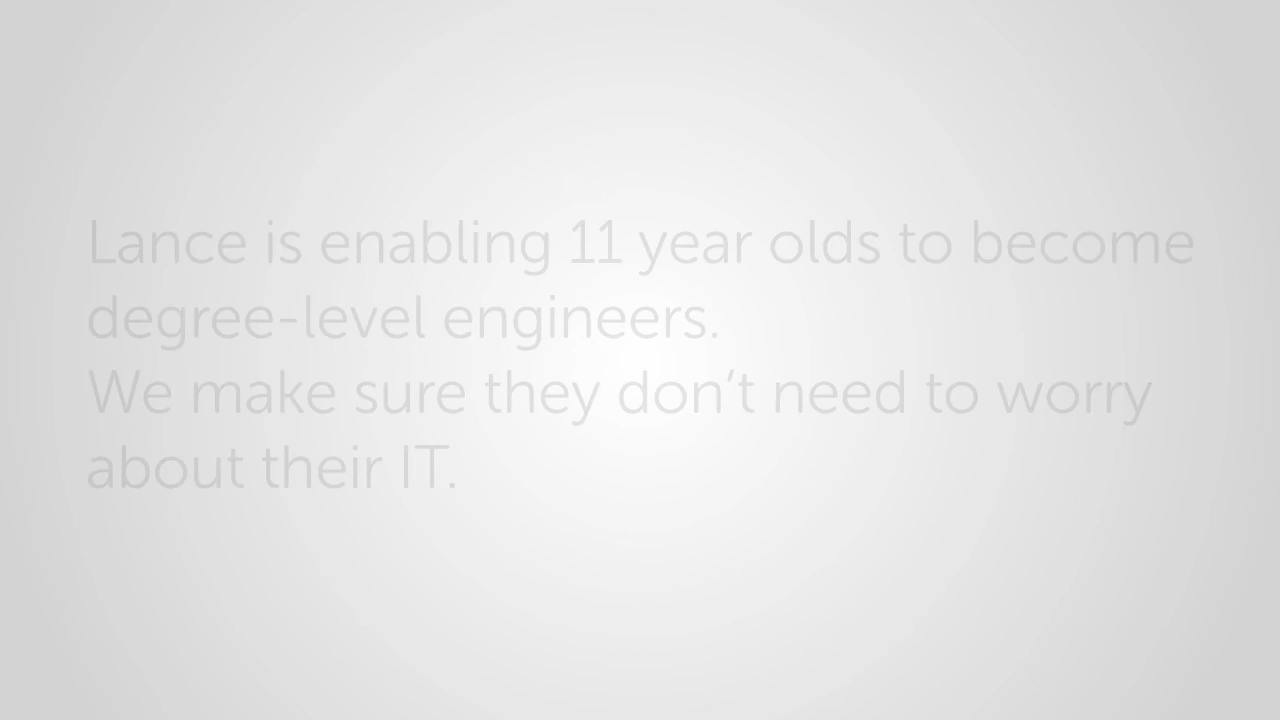 Lance is enabling 11 year olds to become
degree-level engineers.
We make sure they don’t need to worry
about their IT.